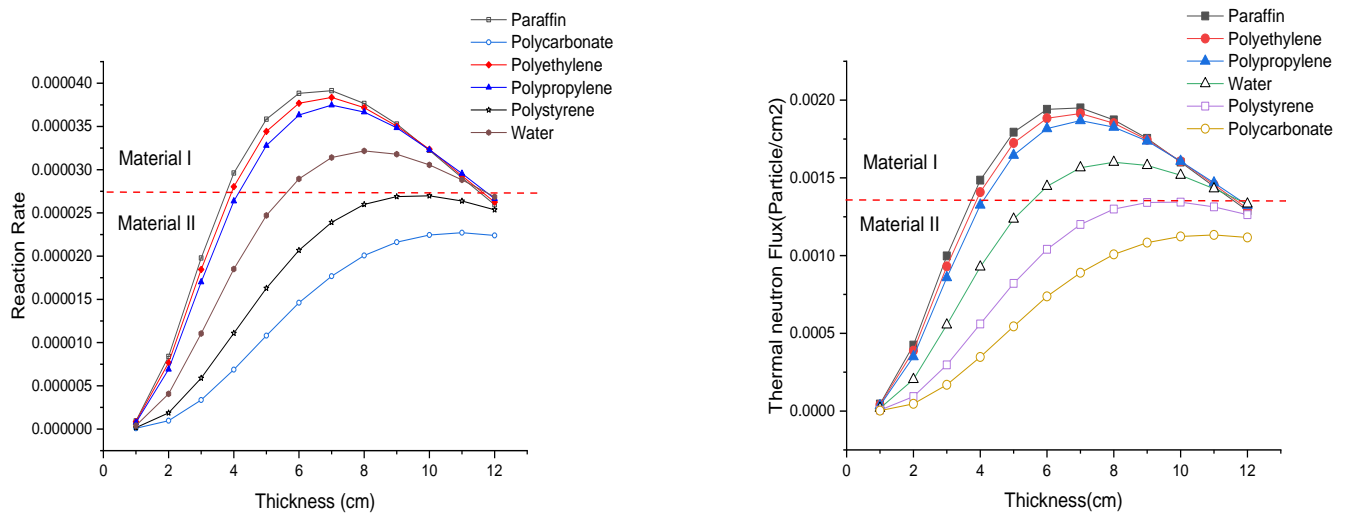 Paraffin
Polycarbonate
Polyethylene
Polypropylene
Polystyrene
Water
0.000040
0.000035
0.000030
0.000025
0.000020
0.000015
0.000010
0.000005
0.000000
Reaction Rate
Material I
Material II
0 2 4 6 8 10 12
Thickness (cm)
Paraffin
Polyethylene
Polypropylene
Water
Polystyrene
Polycarbonate
0.0020
0.0015
0.0010
0.0005
0.0000
Thermal neutron Flux(Particle/cm2)
Material I
Material II
0 2 4 6 8 10 12
Thickness(cm)